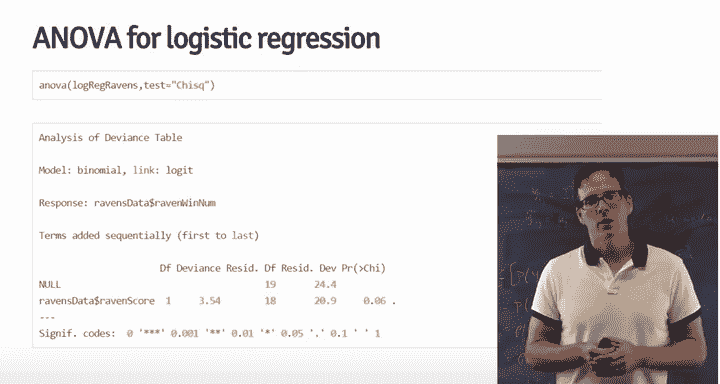 ANOVA for logistic regression
anova(logRegRavens,test="Chisq")
Analysis of Deviance Table
Model: binomial, link: logit
Response: ravensData$ravenWinNum
Terms added sequentially (first to last)
Df Deviance Resid. Df Resid. Dev Pr(>Chi)
NULL 19 24.4
ravensData$ravenScore 1 3.54 18 20.9 0.06 .
---
Signif. codes: 0 '***' 0.001 '**' 0.01 '*' 0.05 '.' 0.1 ' ' 1